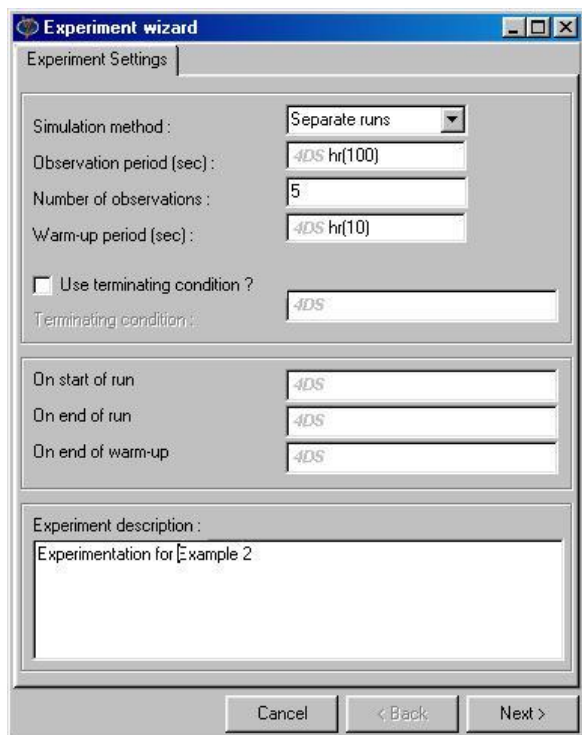 Experiment wizard
Experiment Settings
Simulation method : Separate runs
Observation period (sec) : 4DS hr(100)
Number of observations : 5
Warm-up period (sec) : 4DS hr(10)
Use terminating condition ?
Terminating condition : 4DS
On start of run 4DS
On end of run 4DS
On end of warm-up 4DS
Experiment description :
Experimentation for Example 2
Cancel < Back Next >